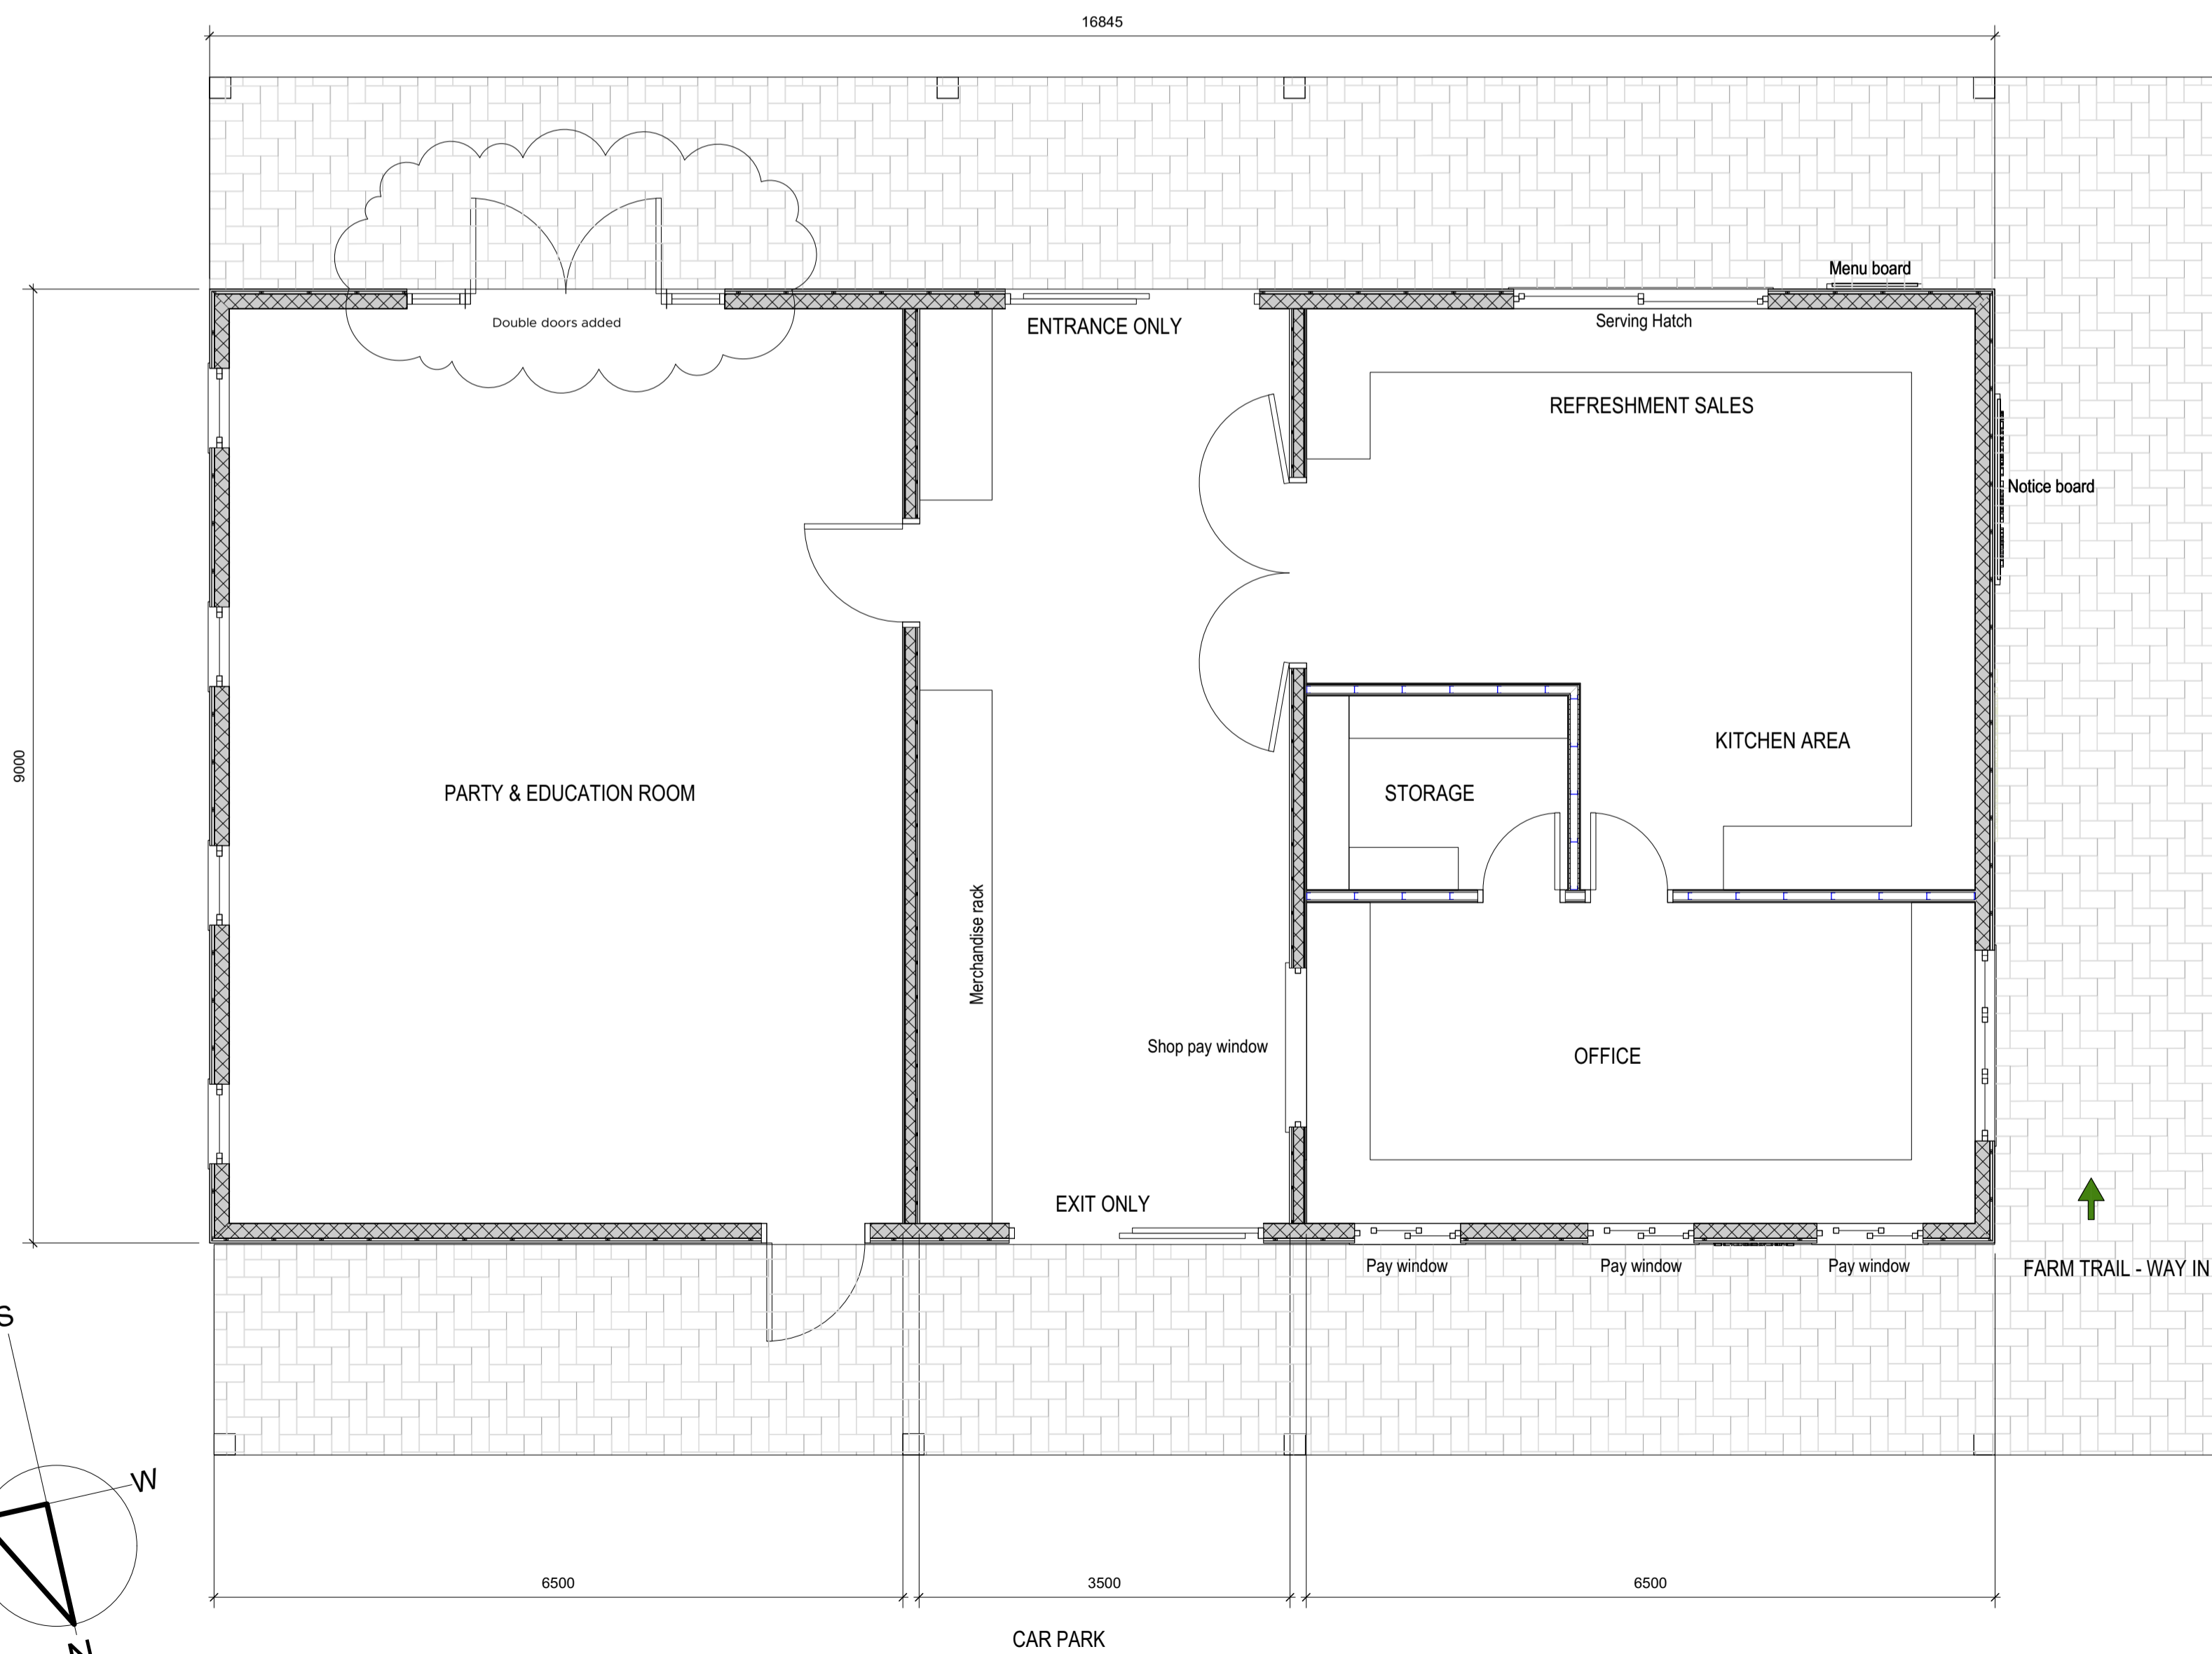 16845
Menu board
Double doors added
ENTRANCE ONLY
Serving Hatch
REFRESHMENT SALES
Notice board
KITCHEN AREA
9000
PARTY & EDUCATION ROOM
STORAGE
Merchandise rack
Shop pay window
OFFICE
EXIT ONLY
Pay window
Pay window
Pay window
FARM TRAIL - WAY IN
S
W
N
6500
3500
6500
CAR PARK